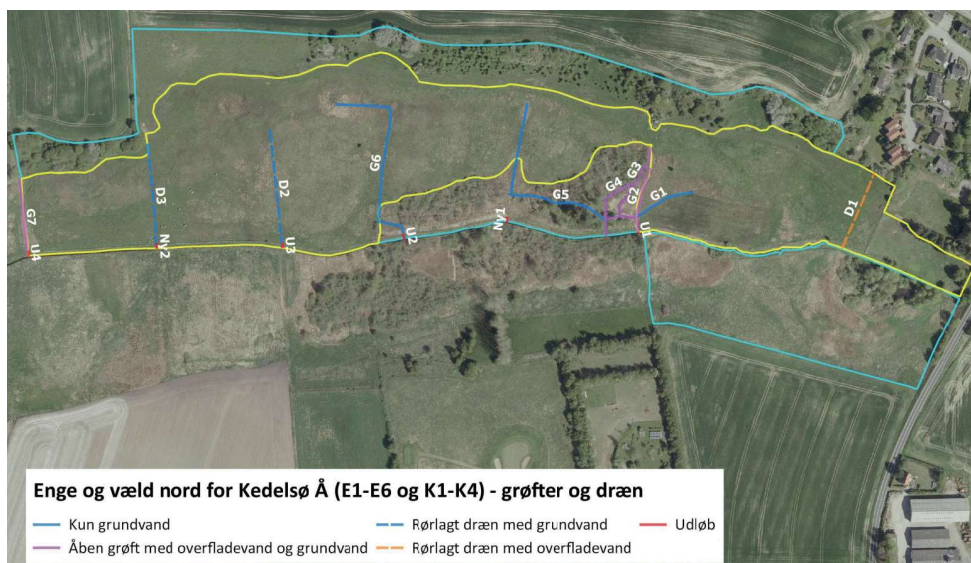 G7
U4
D3
Ny2
D2
U3
G6
U2
Ny1
G5
G4
G3
G2
G1
U1
D1
Enge og væld nord for Kedelsø Å (E1-E6 og K1-K4) - grøfter og dræn
Kun grundvand
Rørlagt dræn med grundvand
Udløb
Åben grøft med overfladevand og grundvand
Rørlagt dræn med overfladevand